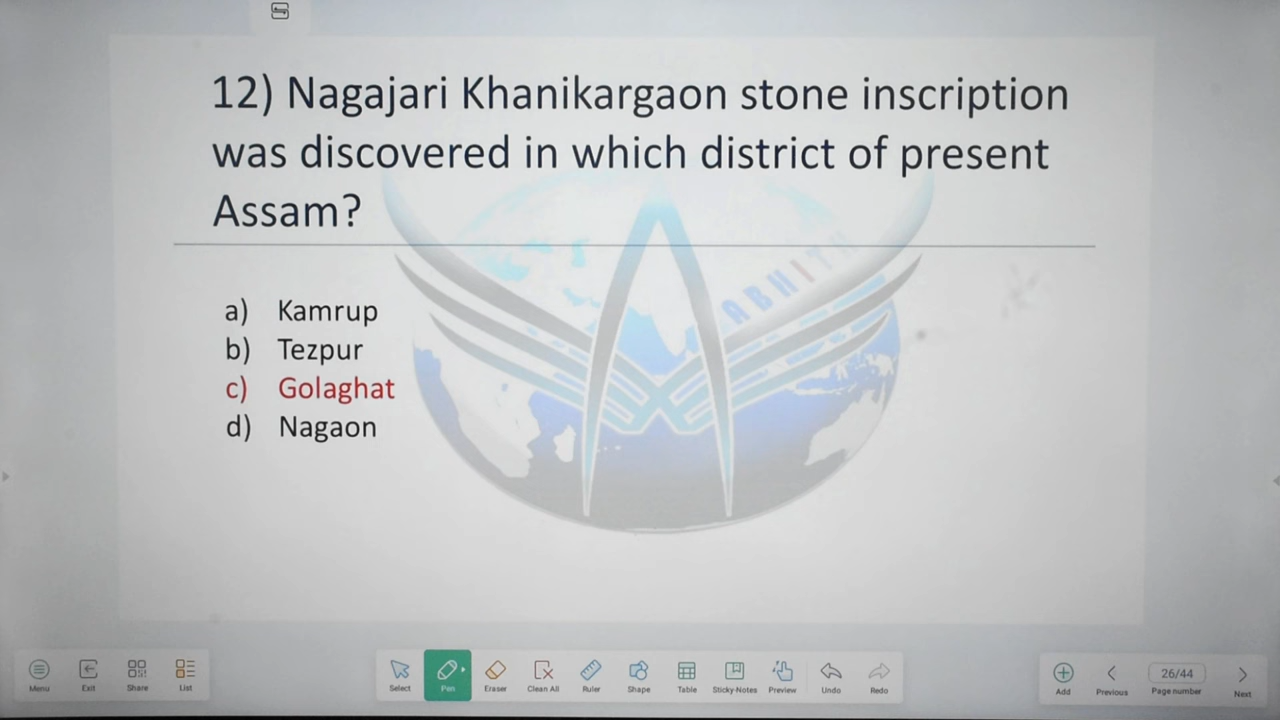 12) Nagajari Khanikargaon stone inscription
was discovered in which district of present
Assam?
a) Kamrup
b) Tezpur
c) Golaghat
d) Nagaon
ABHIT
Menu
Exit
Share
List
Select
Pen
Eraser
Clean All
Ruler
Shape
Table
Sticky-Notes
Preview
Undo
Redo
Add
Previous
26/44
Page number
Next